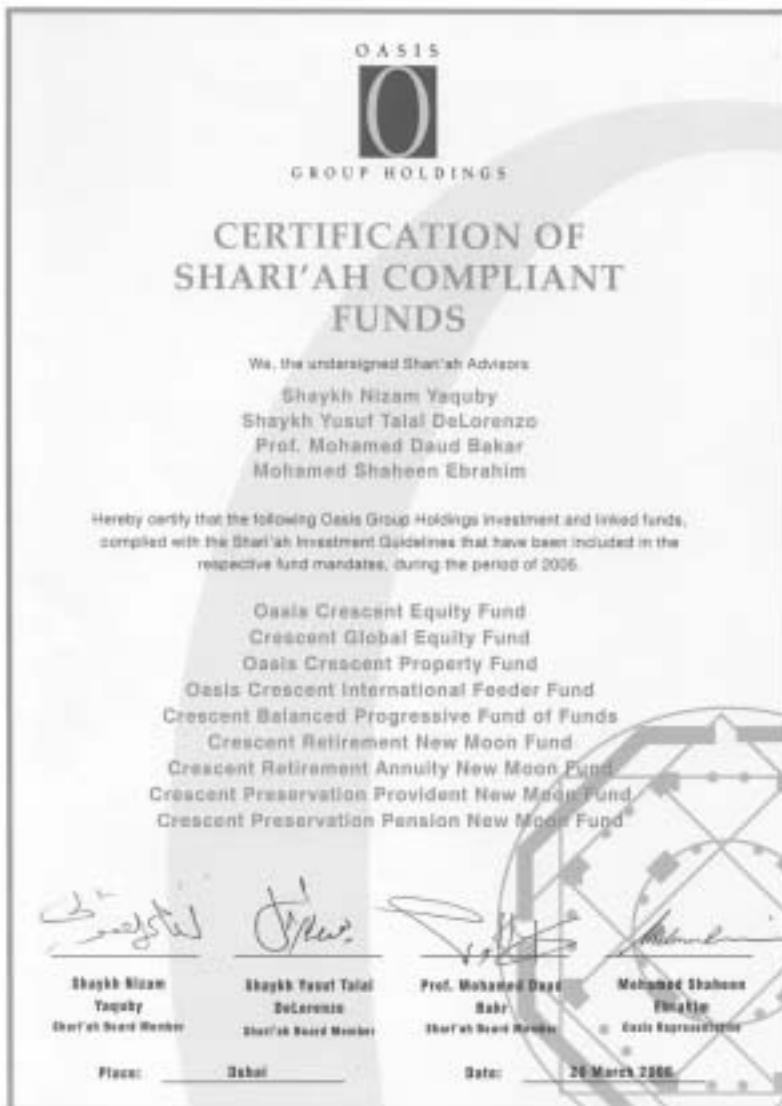 OASIS
O
GROUP HOLDINGS
CERTIFICATION OF
SHARI'AH COMPLIANT
FUNDS
We, the undersigned Shari'ah Advisors
Shaykh Nizam Yaquby
Shaykh Yusuf Talal DeLorenzo
Prof. Mohamed Daud Bakar
Mohamed Shaheen Ebrahim
Hereby certify that the following Oasis Group Holdings investment and linked funds,
complied with the Shari'ah Investment Guidelines that have been included in the
respective fund mandates, during the period of
Oasis Crescent Equity Fund
Crescent Global Equity Fund
Oasis Crescent Property Fund
Oasis Crescent International Feeder Fund
Crescent Balanced Progressive Fund of Funds
Crescent Retirement New Moon Fund
Crescent Retirement Annuity New Moon Fund
Crescent Preservation Provident New Moon Fund
Crescent Preservation Pension New Moon Fund
Shaykh Nizam Shaykh Yusuf Talal Prof. Mohamed Daud Mohamed Shaheen
Yaquby DeLorenzo Bakr Ebrahim
Shari'ah Board Member Shari'ah Board Member Shari'ah Board Member Oasis Representative
Place: Dubai Date: March